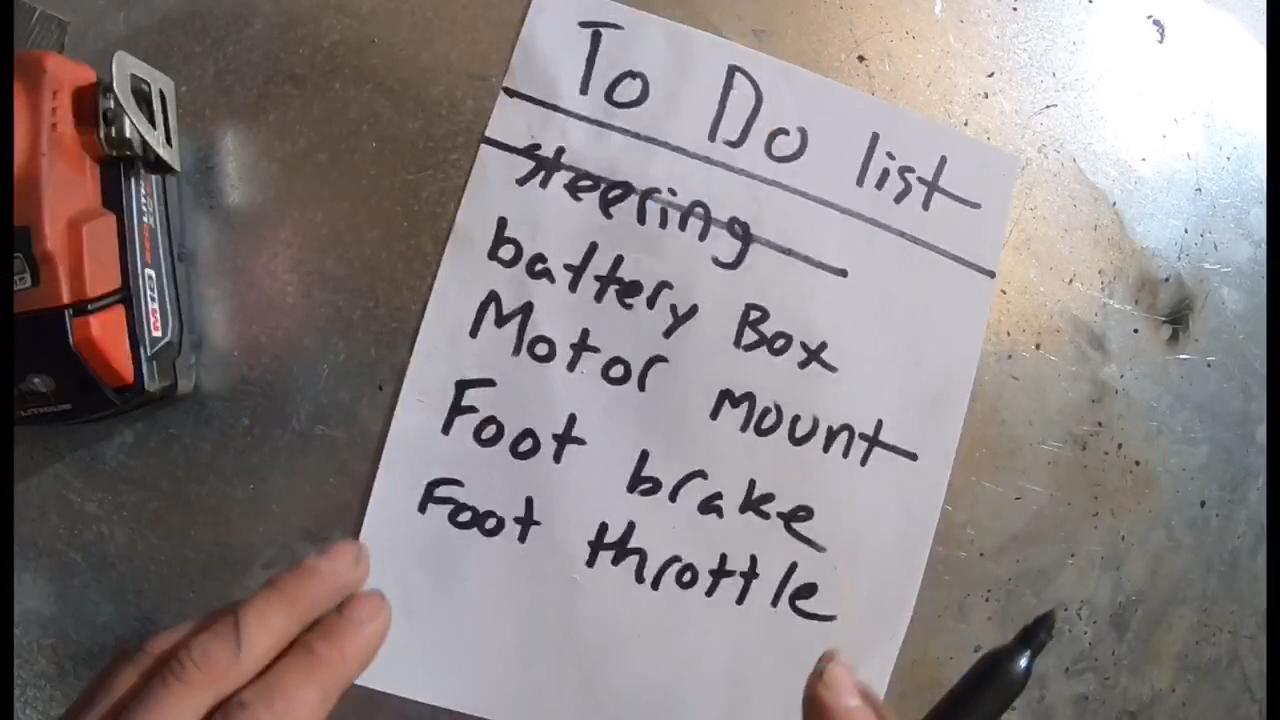 To Do list
steering
battery Box
Motor mount
Foot brake
Foot throttle